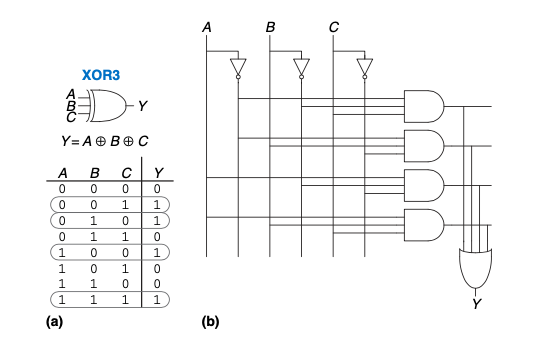 XOR3
A
B
C
Y
Y = A ⊕ B ⊕ C
A B C Y
0 0 0 0
0 0 1 1
0 1 0 1
0 1 1 0
1 0 0 1
1 0 1 0
1 1 0 0
1 1 1 1
(a)
A B C
Y
(b)